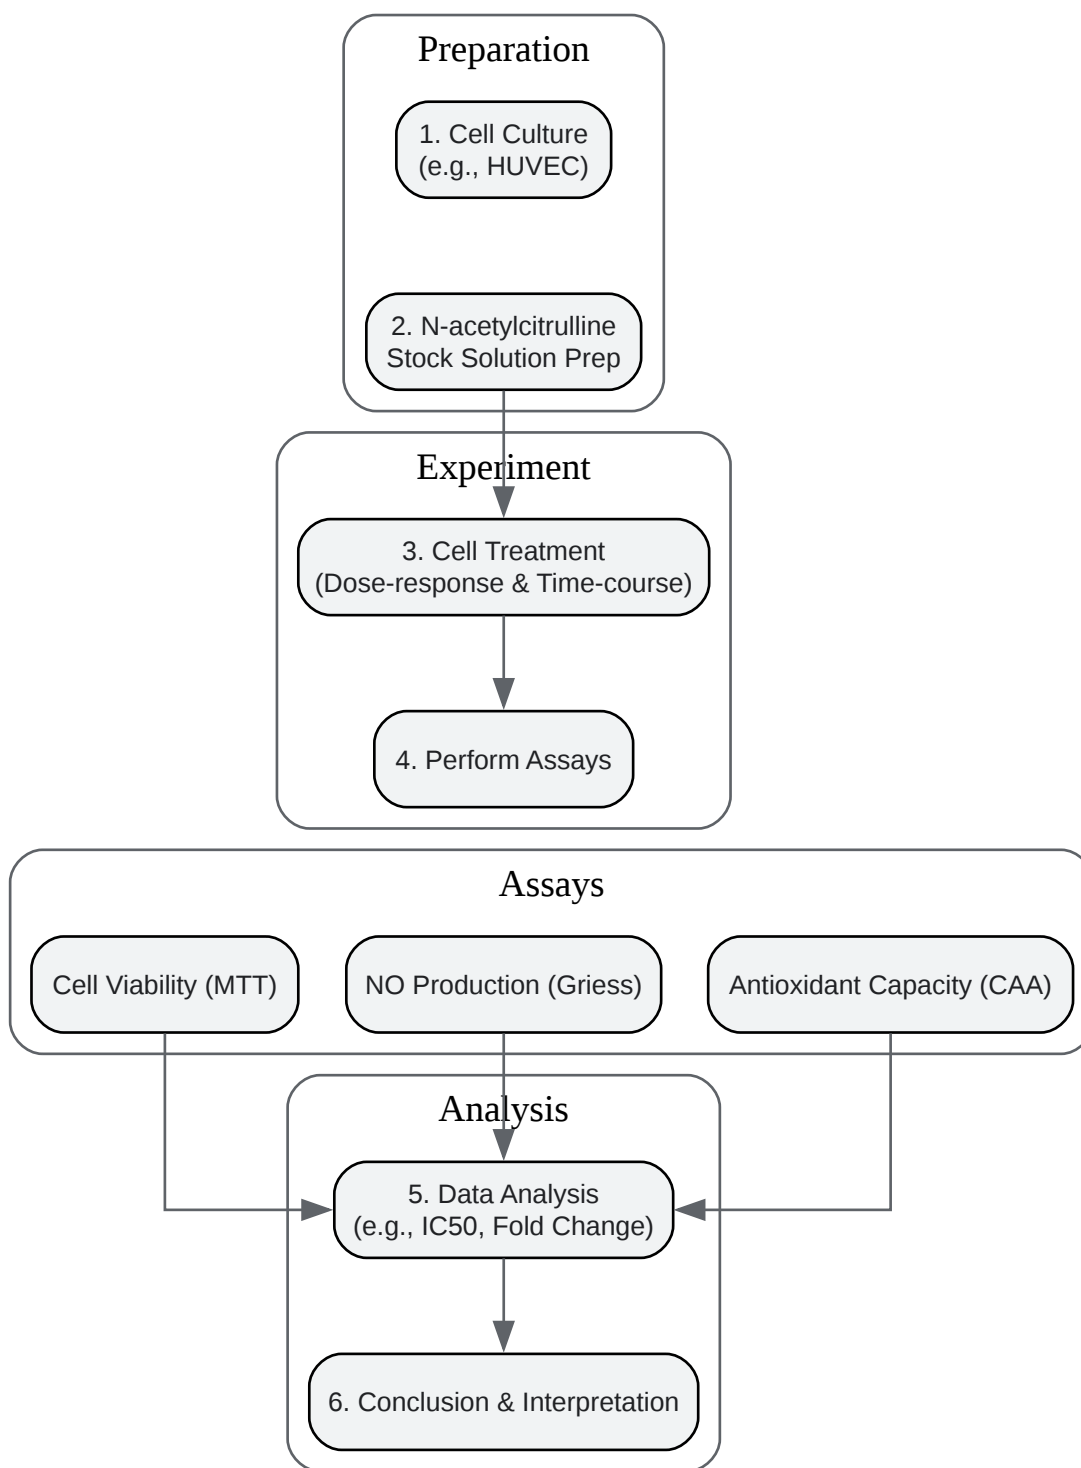 Preparation
1. Cell Culture
(e.g., HUVEC)
2. N-acetylcitrulline
Stock Solution Prep
Experiment
3. Cell Treatment
(Dose-response & Time-course)
4. Perform Assays
Assays
Cell Viability (MTT)
NO Production (Griess)
Antioxidant Capacity (CAA)
Analysis
5. Data Analysis
(e.g., IC50, Fold Change)
6. Conclusion & Interpretation